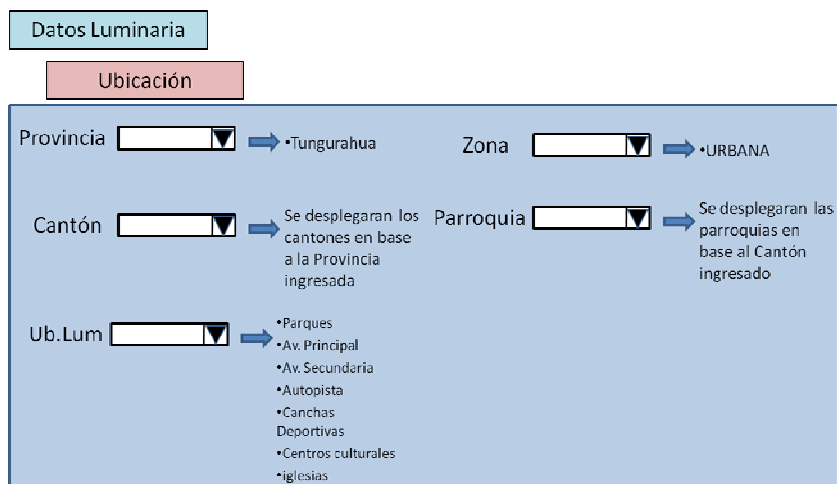 Datos Luminaria
Ubicación
Provincia
•Tungurahua
Zona
•URBANA
Cantón
Se desplegaran los
cantones en base
a la Provincia
ingresada
Parroquia
Se desplegaran las
parroquias en
base al Cantón
ingresado
Ub.Lum
•Parques
•Av. Principal
•Av. Secundaria
•Autopista
•Canchas
Deportivas
•Centros culturales
•iglesias